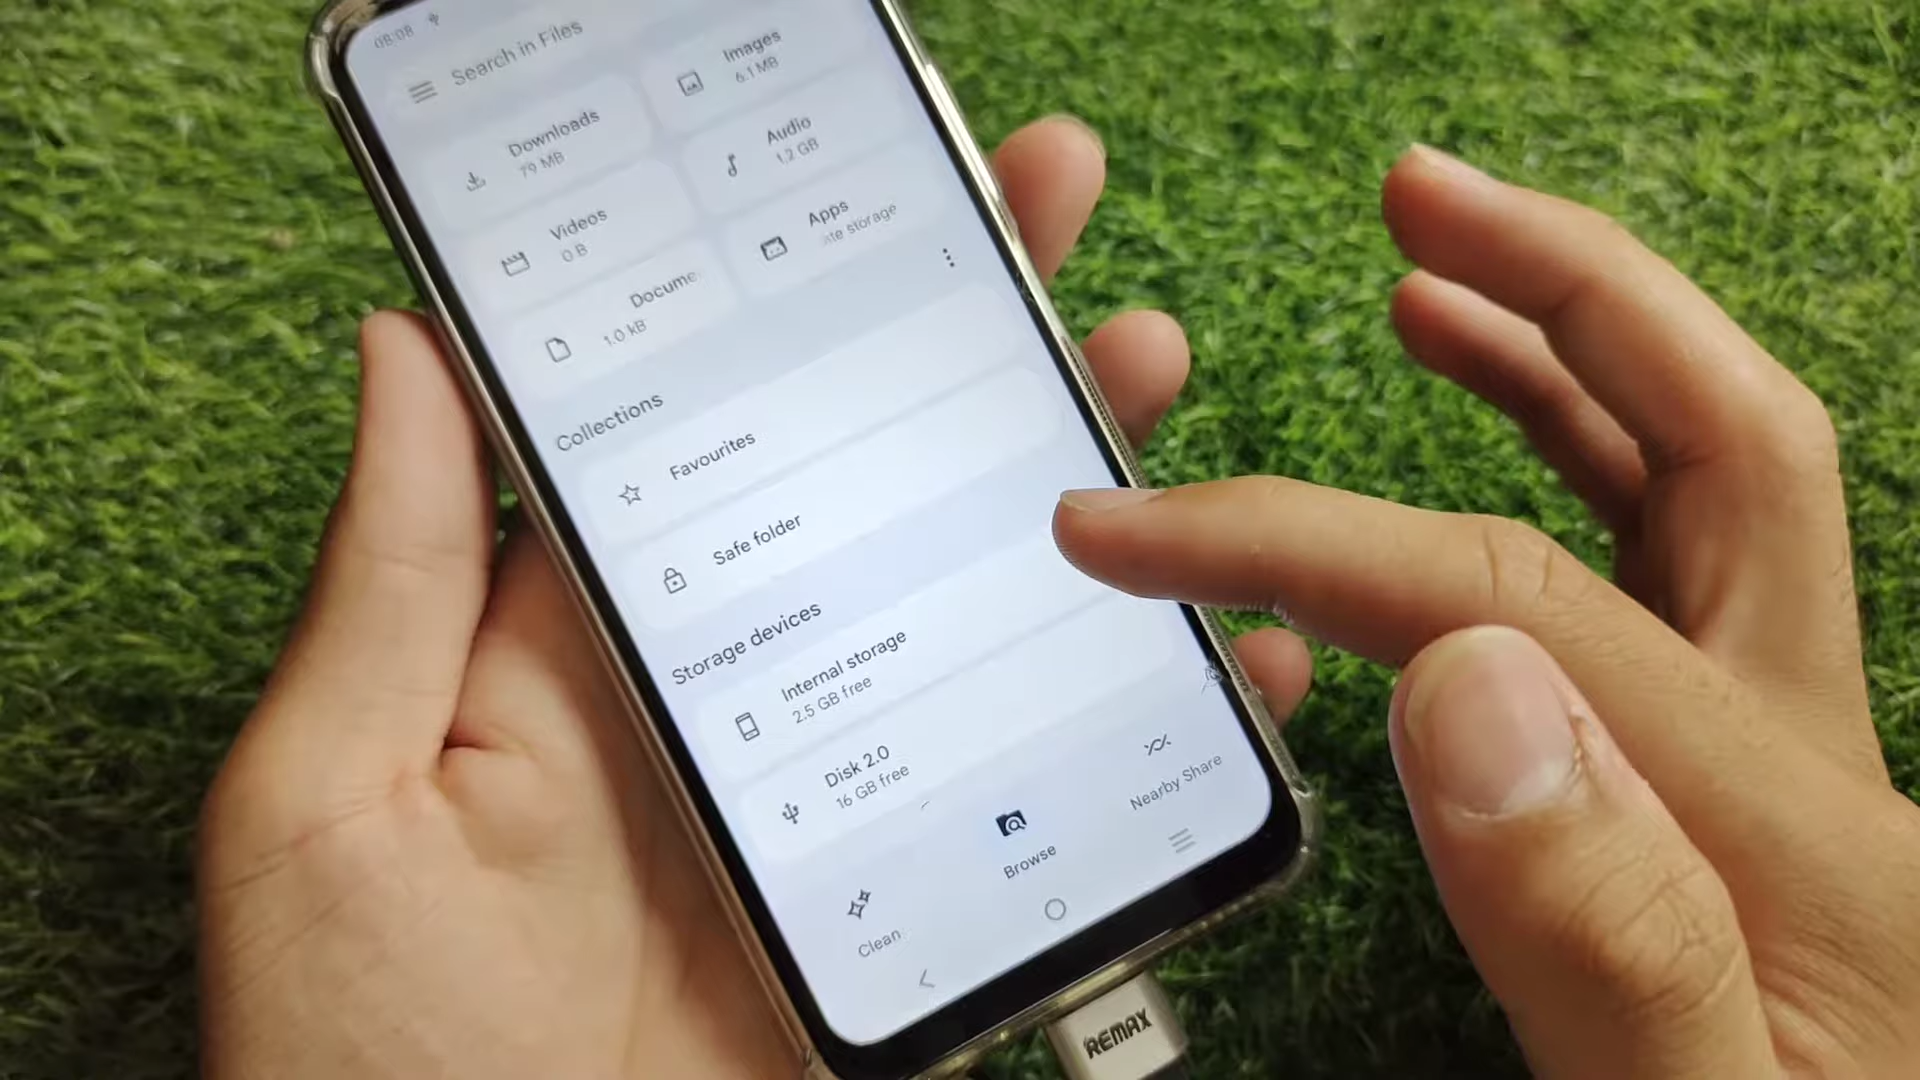 08:08
Search in Files
Downloads
79 MB
Images
6.1 MB
Videos
0 B
Audio
1.2 GB
Docume
1.0 kB
Apps
ate storage
Collections
Favourites
Safe folder
Storage devices
Internal storage
2.5 GB free
Disk 2.0
16 GB free
Clean
Browse
Nearby Share
REMAX